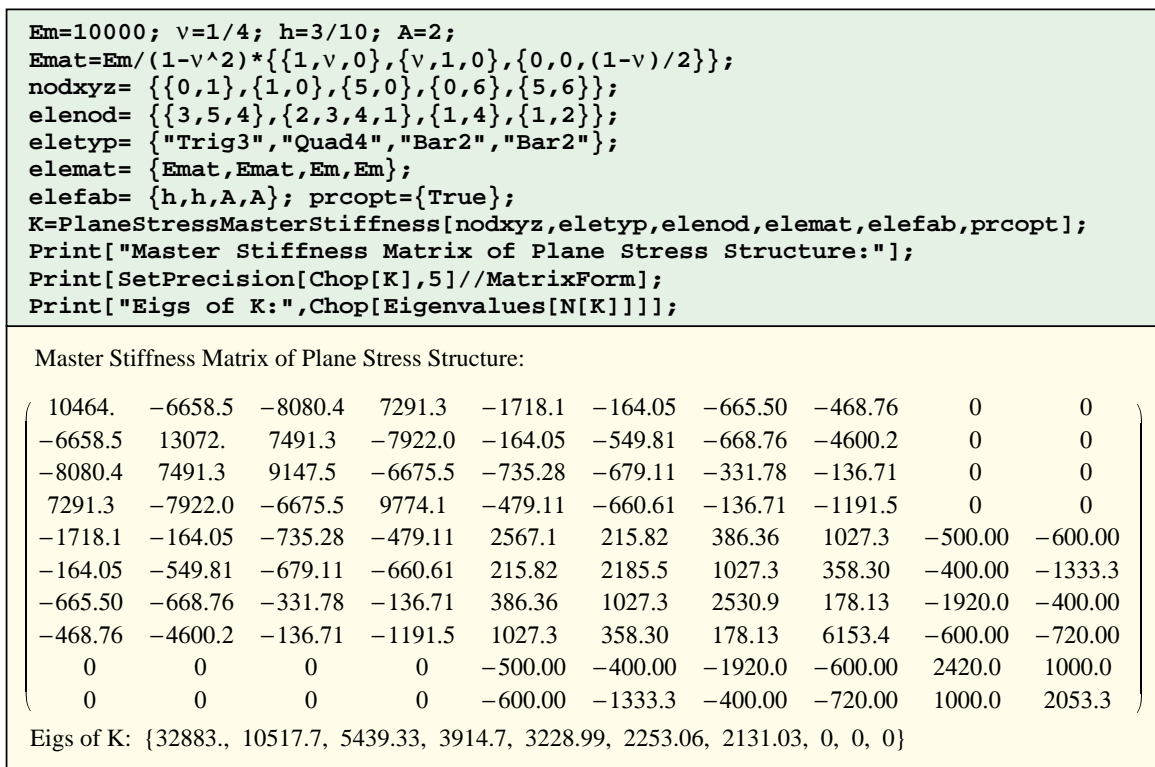 Em=10000; ν=1/4; h=3/10; A=2;
Emat=Em/(1-ν^2)*{{1,ν,0},{ν,1,0},{0,0,(1-ν)/2}};
nodxyz= {{0,1},{1,0},{5,0},{0,6},{5,6}};
elenod= {{3,5,4},{2,3,4,1},{1,4},{1,2}};
eletyp= {"Trig3","Quad4","Bar2","Bar2"};
elemat= {Emat,Emat,Em,Em};
elefab= {h,h,A,A}; prcopt={True};
K=PlaneStressMasterStiffness[nodxyz,eletyp,elenod,elemat,elefab,prcopt];
Print["Master Stiffness Matrix of Plane Stress Structure:"];
Print[SetPrecision[Chop[K],5]//MatrixForm];
Print["Eigs of K:",Chop[Eigenvalues[N[K]]]];
Master Stiffness Matrix of Plane Stress Structure:
10464. −6658.5 −8080.4 7291.3 −1718.1 −164.05 −665.50 −468.76 0 0
−6658.5 13072. 7491.3 −7922.0 −164.05 −549.81 −668.76 −4600.2 0 0
−8080.4 7491.3 9147.5 −6675.5 −735.28 −679.11 −331.78 −136.71 0 0
7291.3 −7922.0 −6675.5 9774.1 −479.11 −660.61 −136.71 −1191.5 0 0
−1718.1 −164.05 −735.28 −479.11 2567.1 215.82 386.36 1027.3 −500.00 −600.00
−164.05 −549.81 −679.11 −660.61 215.82 2185.5 1027.3 358.30 −400.00 −1333.3
−665.50 −668.76 −331.78 −136.71 386.36 1027.3 2530.9 178.13 −1920.0 −400.00
−468.76 −4600.2 −136.71 −1191.5 1027.3 358.30 178.13 6153.4 −600.00 −720.00
0 0 0 0 −500.00 −400.00 −1920.0 −600.00 2420.0 1000.0
0 0 0 0 −600.00 −1333.3 −400.00 −720.00 1000.0 2053.3
Eigs of K: {32883., 10517.7, 5439.33, 3914.7, 3228.99, 2253.06, 2131.03, 0, 0, 0}